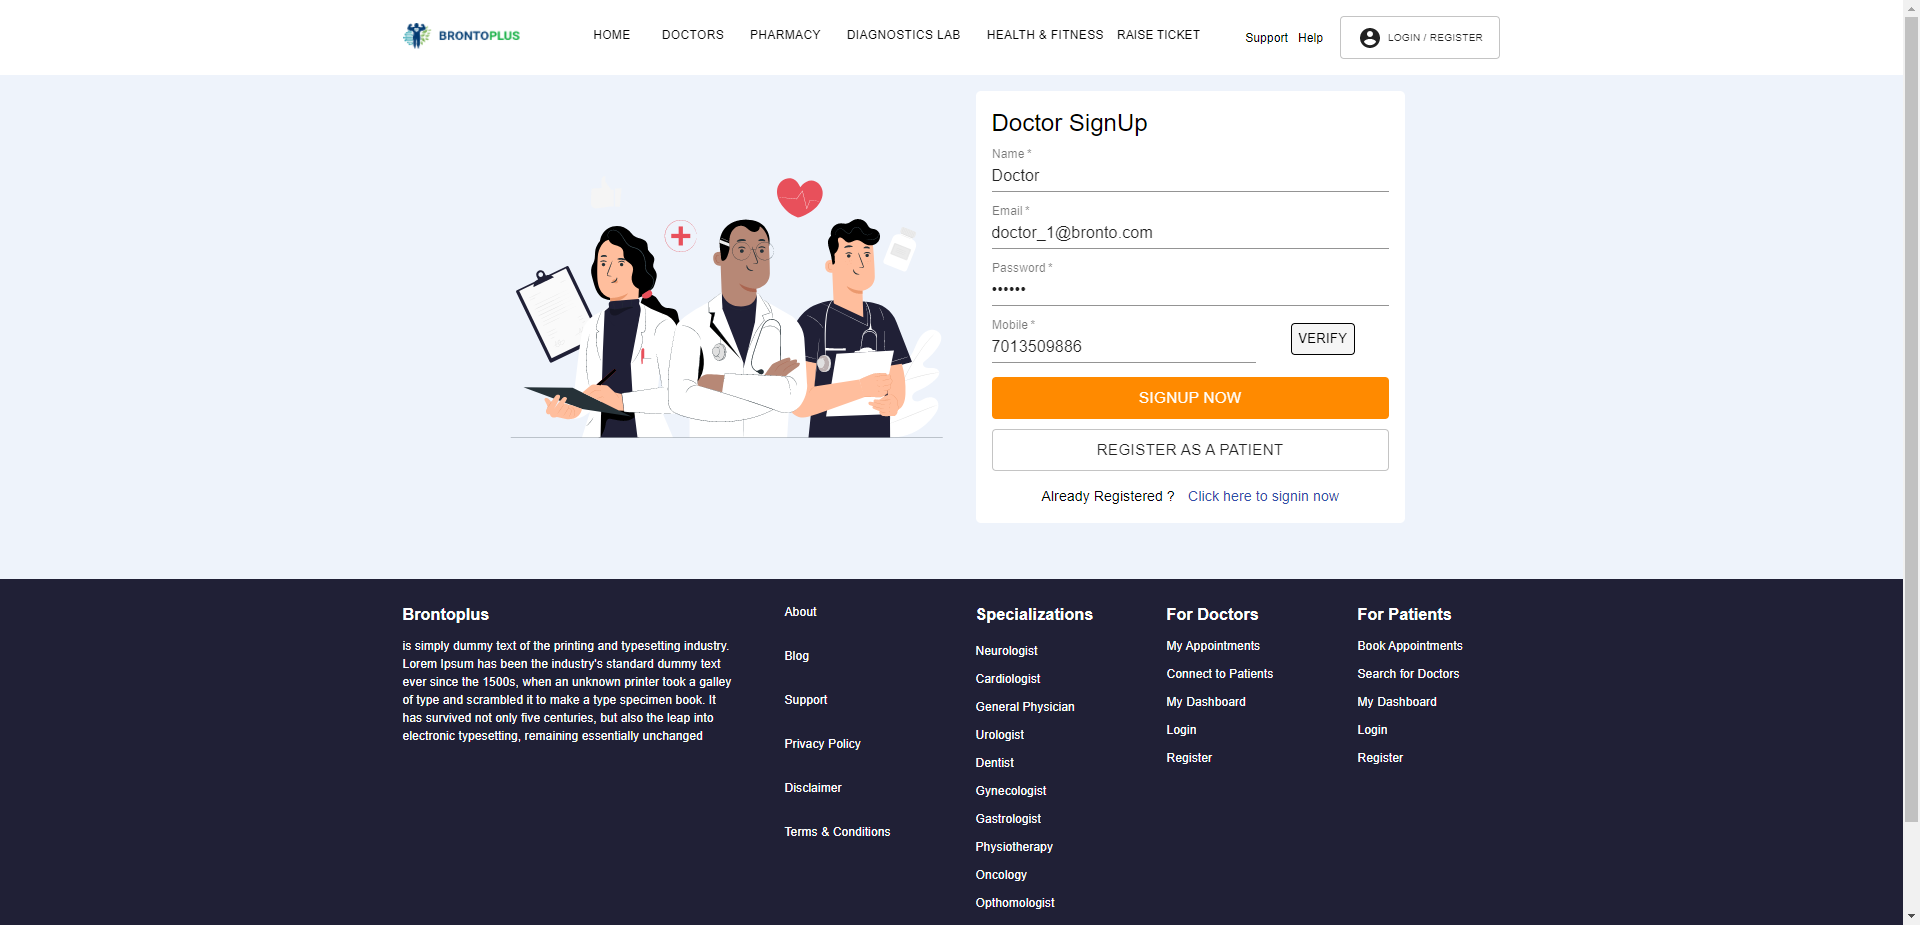 BRONTOPLUS
HOME DOCTORS PHARMACY DIAGNOSTICS LAB HEALTH & FITNESS RAISE TICKET Support Help LOGIN / REGISTER
Doctor SignUp
Name *
Doctor
Email *
doctor_1@bronto.com
Password *
••••••
Mobile *
7013509886
VERIFY
SIGNUP NOW
REGISTER AS A PATIENT
Already Registered ? Click here to signin now
Brontoplus
is simply dummy text of the printing and typesetting industry.
Lorem Ipsum has been the industry's standard dummy text
ever since the 1500s, when an unknown printer took a galley
of type and scrambled it to make a type specimen book. It
has survived not only five centuries, but also the leap into
electronic typesetting, remaining essentially unchanged
About
Blog
Support
Privacy Policy
Disclaimer
Terms & Conditions
Specializations
Neurologist
Cardiologist
General Physician
Urologist
Dentist
Gynecologist
Gastrologist
Physiotherapy
Oncology
Opthomologist
For Doctors
My Appointments
Connect to Patients
My Dashboard
Login
Register
For Patients
Book Appointments
Search for Doctors
My Dashboard
Login
Register